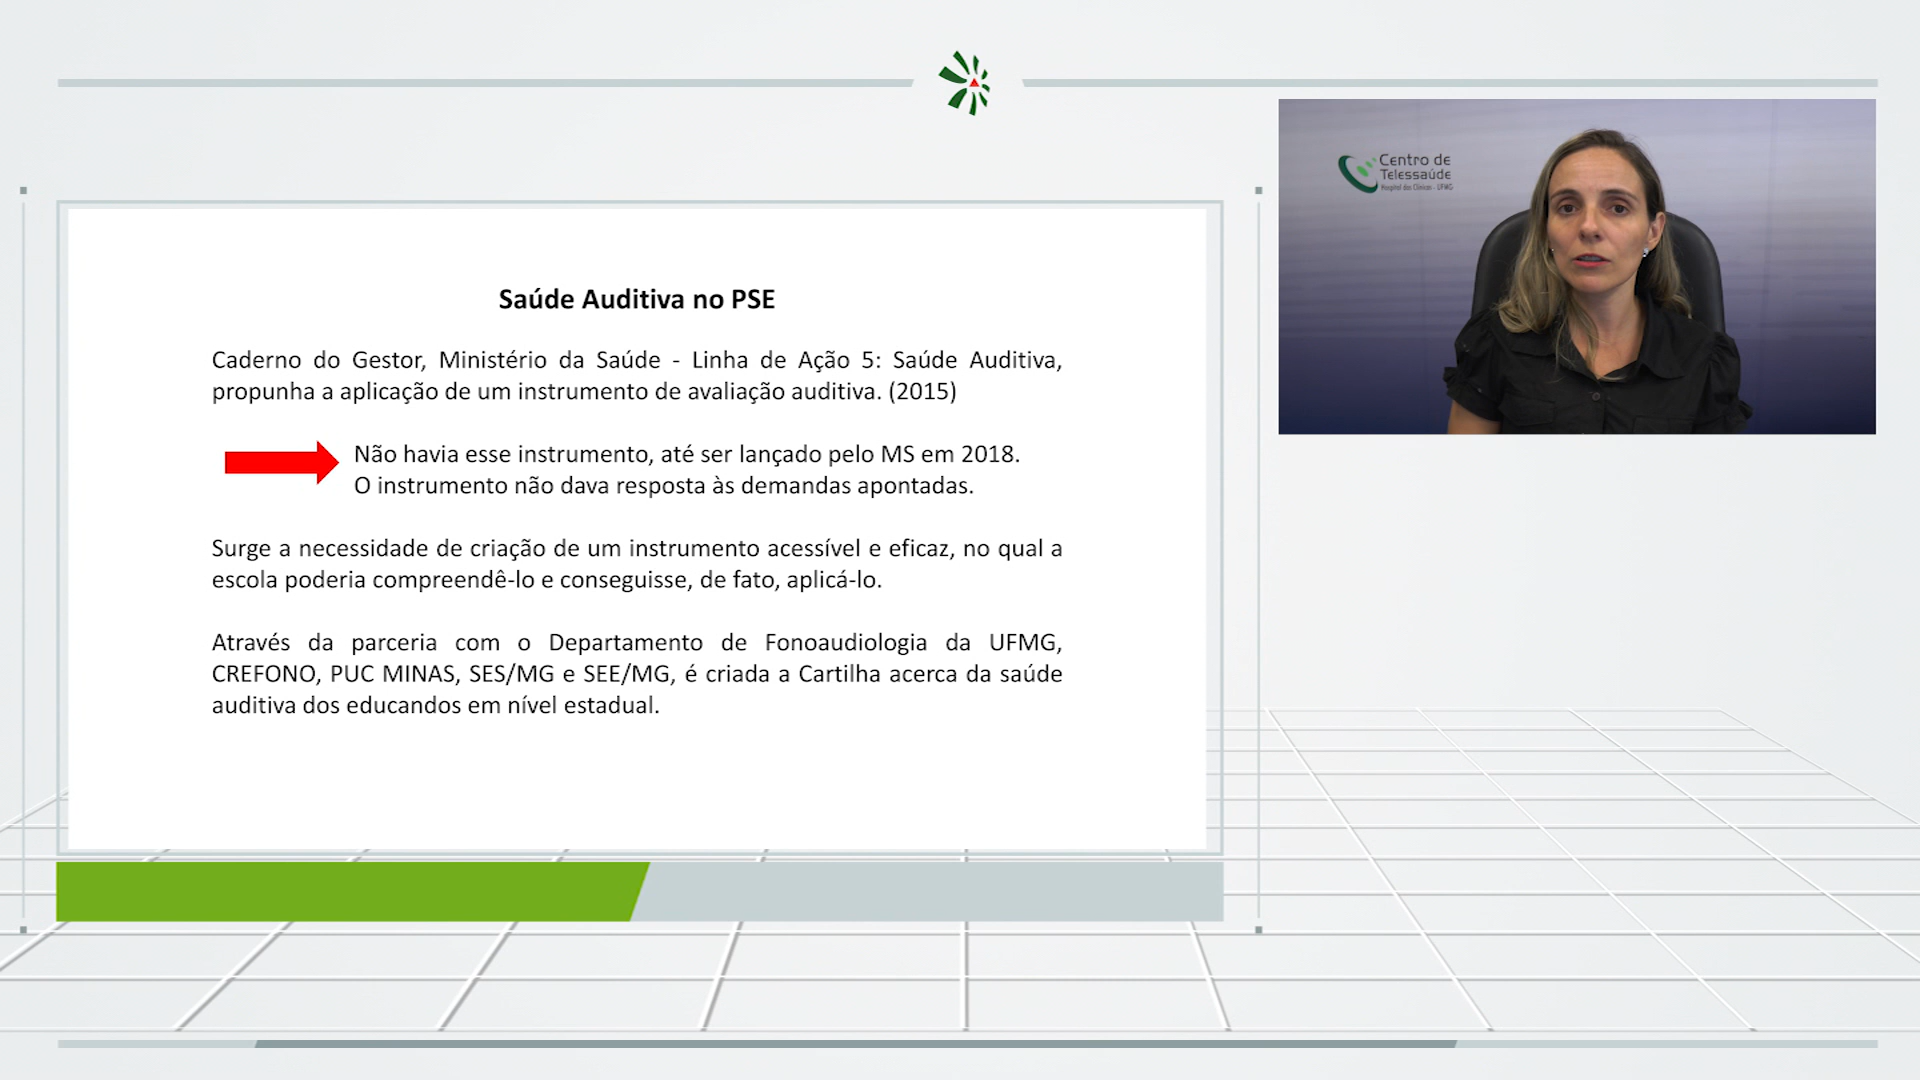 Centro de
Telessaúde
Hospital das Clínicas - UFMG
Saúde Auditiva no PSE
Caderno do Gestor, Ministério da Saúde - Linha de Ação 5: Saúde Auditiva,
propunha a aplicação de um instrumento de avaliação auditiva. (2015)
Não havia esse instrumento, até ser lançado pelo MS em 2018.
O instrumento não dava resposta às demandas apontadas.
Surge a necessidade de criação de um instrumento acessível e eficaz, no qual a
escola poderia compreendê-lo e conseguisse, de fato, aplicá-lo.
Através da parceria com o Departamento de Fonoaudiologia da UFMG,
CREFONO, PUC MINAS, SES/MG e SEE/MG, é criada a Cartilha acerca da saúde
auditiva dos educandos em nível estadual.